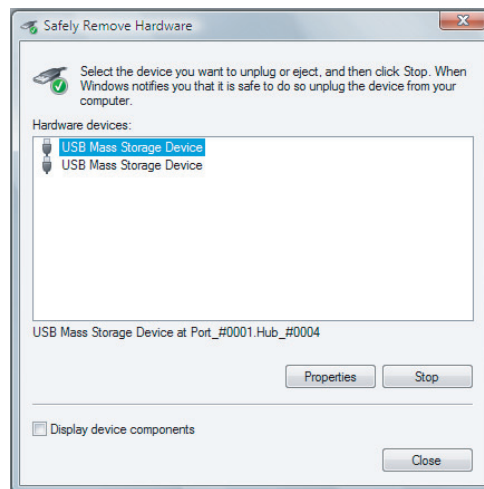 Safely Remove Hardware
Select the device you want to unplug or eject, and then click Stop. When
Windows notifies you that it is safe to do so unplug the device from your
computer.
Hardware devices:
USB Mass Storage Device
USB Mass Storage Device
USB Mass Storage Device at Port_#0001.Hub_#0004
Properties Stop
Display device components
Close